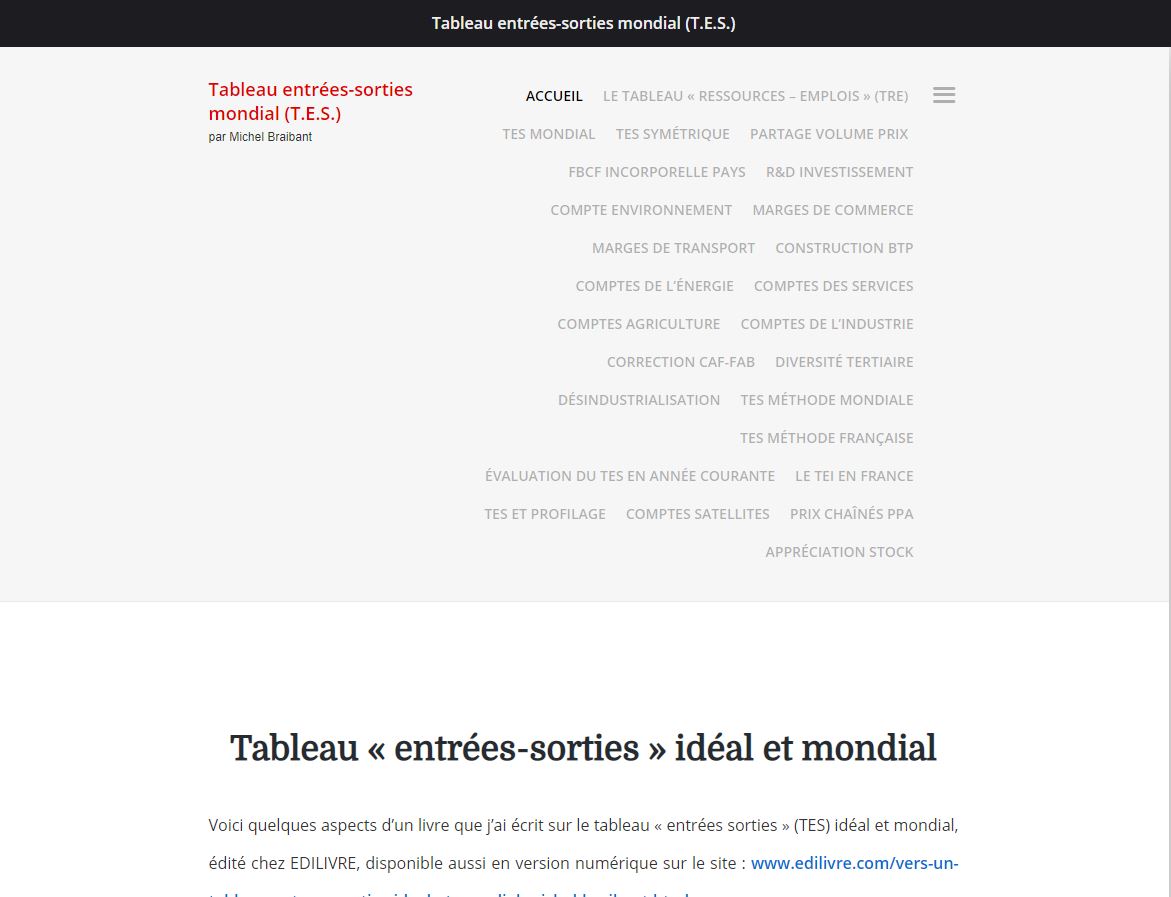 Tableau entrées-sorties mondial (T.E.S.)
Tableau entrées-sorties
mondial (T.E.S.)
par Michel Braibant
ACCUEIL LE TABLEAU « RESSOURCES – EMPLOIS » (TRE)
TES MONDIAL TES SYMÉTRIQUE PARTAGE VOLUME PRIX
FBCF INCORPORELLE PAYS R&D INVESTISSEMENT
COMPTE ENVIRONNEMENT MARGES DE COMMERCE
MARGES DE TRANSPORT CONSTRUCTION BTP
COMPTES DE L'ÉNERGIE COMPTES DES SERVICES
COMPTES AGRICULTURE COMPTES DE L'INDUSTRIE
CORRECTION CAF-FAB DIVERSITÉ TERTIAIRE
DÉSINDUSTRIALISATION TES MÉTHODE MONDIALE
TES MÉTHODE FRANÇAISE
ÉVALUATION DU TES EN ANNÉE COURANTE LE TEI EN FRANCE
TES ET PROFILAGE COMPTES SATELLITES PRIX CHAÎNÉS PPA
APPRÉCIATION STOCK
Tableau « entrées-sorties » idéal et mondial
Voici quelques aspects d'un livre que j'ai écrit sur le tableau « entrées sorties » (TES) idéal et mondial,
édité chez EDILIVRE, disponible aussi en version numérique sur le site : www.edilivre.com/vers-un-